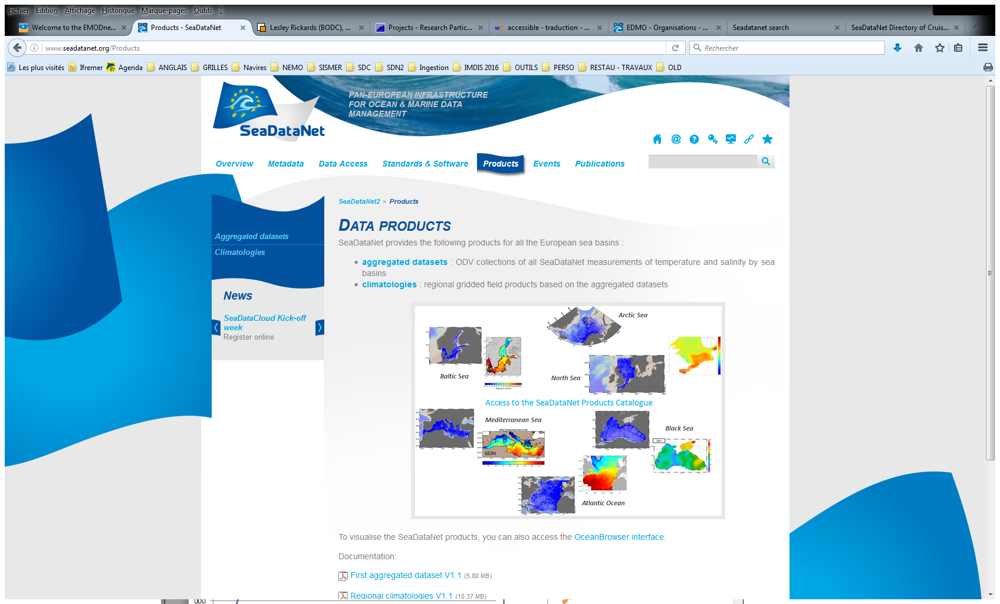 Fichier Édition Affichage Historique Marque-pages Outils ?
Welcome to the EMODne...
Products - SeaDataNet
Lesley Rickards (BODC), ...
Projects - Research Partic...
accessible - traduction - ...
EDMO - Organisations - ...
Seadatanet search
SeaDataNet Directory of Cruis...
www.seadatanet.org/Products
Rechercher
Les plus visités Ifremer Agenda ANGLAIS GRILLES Navires NEMO SISMER SDC SDN2 Ingestion IMDIS 2016 OUTILS PERSO RESTAU - TRAVAUX OLD
PAN-EUROPEAN INFRASTRUCTURE
FOR OCEAN & MARINE DATA
MANAGEMENT
SeaDataNet
Overview Metadata Data Access Standards & Software Products Events Publications
Aggregated datasets
Climatologies
News
SeaDataCloud Kick-off
week
Register online
SeaDataNet2 > Products
DATA PRODUCTS
SeaDataNet provides the following products for all the European sea basins :
• aggregated datasets : ODV collections of all SeaDataNet measurements of temperature and salinity by sea
basins
• climatologies : regional gridded field products based on the aggregated datasets
Arctic Sea
Baltic Sea
North Sea
Access to the SeaDataNet Products Catalogue
Mediterranean Sea
Black Sea
SDN
Atlantic Ocean
To visualise the SeaDataNet products, you can also access the OceanBrowser interface.
Documentation:
First aggregated dataset V1.1 (5.80 MB)
Regional climatologies V1.1 (10.37 MB)